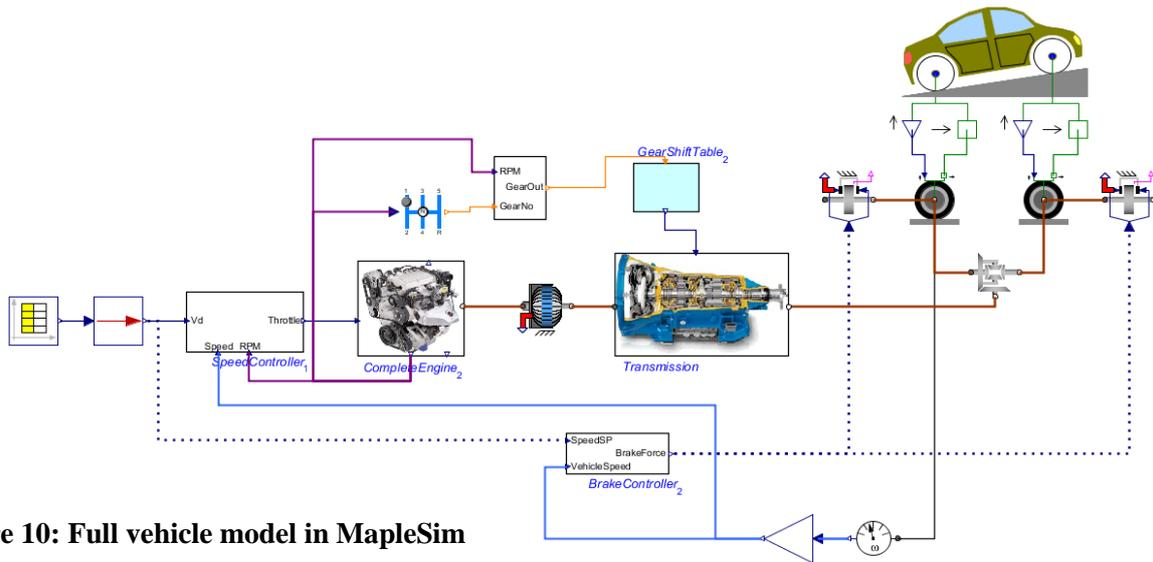 RPM
GearOut
GearNo
GearShiftTable2
1 3 5
N
2 4 R
Vd
Throttle
Speed RPM
SpeedController1
CompleteEngine2
Transmission
SpeedSP
BrakeForce
VehicleSpeed
BrakeController2
ω
e 10: Full vehicle model in MapleSim